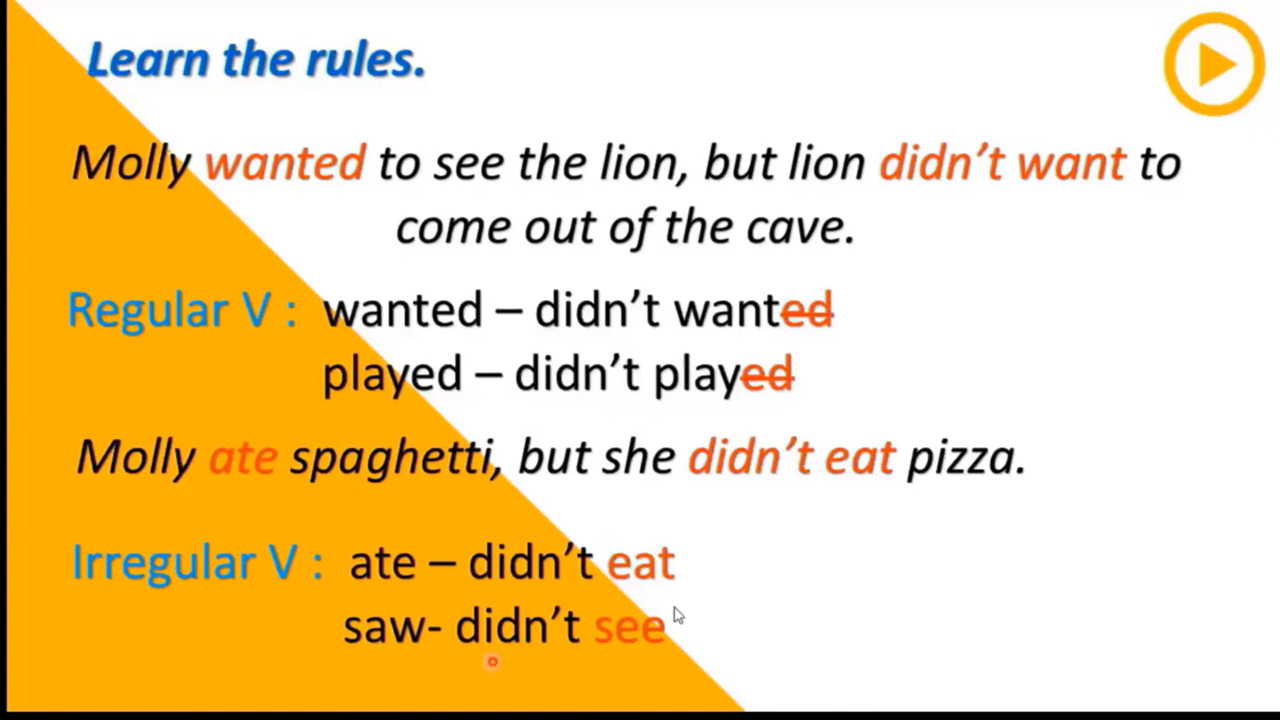 Learn the rules.
Molly wanted to see the lion, but lion didn't want to
come out of the cave.
Regular V : wanted – didn't wanted
played – didn't played
Molly ate spaghetti, but she didn't eat pizza.
Irregular V : ate – didn't eat
saw- didn't see